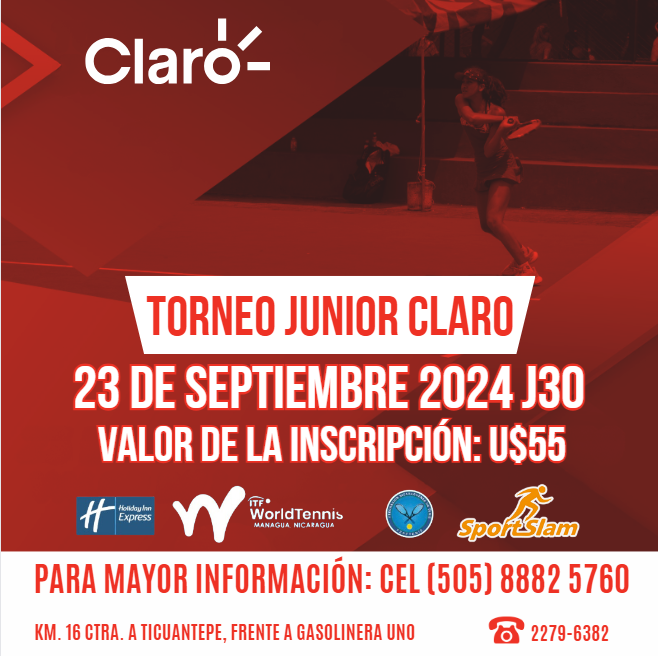 Claro
TORNEO JUNIOR CLARO
23 DE SEPTIEMBRE 2024 J30
VALOR DE LA INSCRIPCIÓN: U$55
Holiday Inn
Express
ITF
WorldTennis
MANAGUA, NICARAGUA
SportSlam
PARA MAYOR INFORMACIÓN: CEL (505) 8882 5760
KM. 16 CTRA. A TICUANTEPE, FRENTE A GASOLINERA UNO
2279-6382